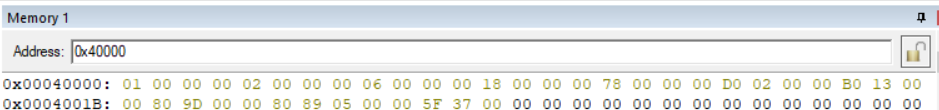 Memory 1
Address: 0x40000
0x00040000: 01 00 00 00 02 00 00 00 06 00 00 00 18 00 00 00 78 00 00 00 D0 02 00 00 B0 13 00
0x0004001B: 00 80 9D 00 00 80 89 05 00 00 5F 37 00 00 00 00 00 00 00 00 00 00 00 00 00 00 00